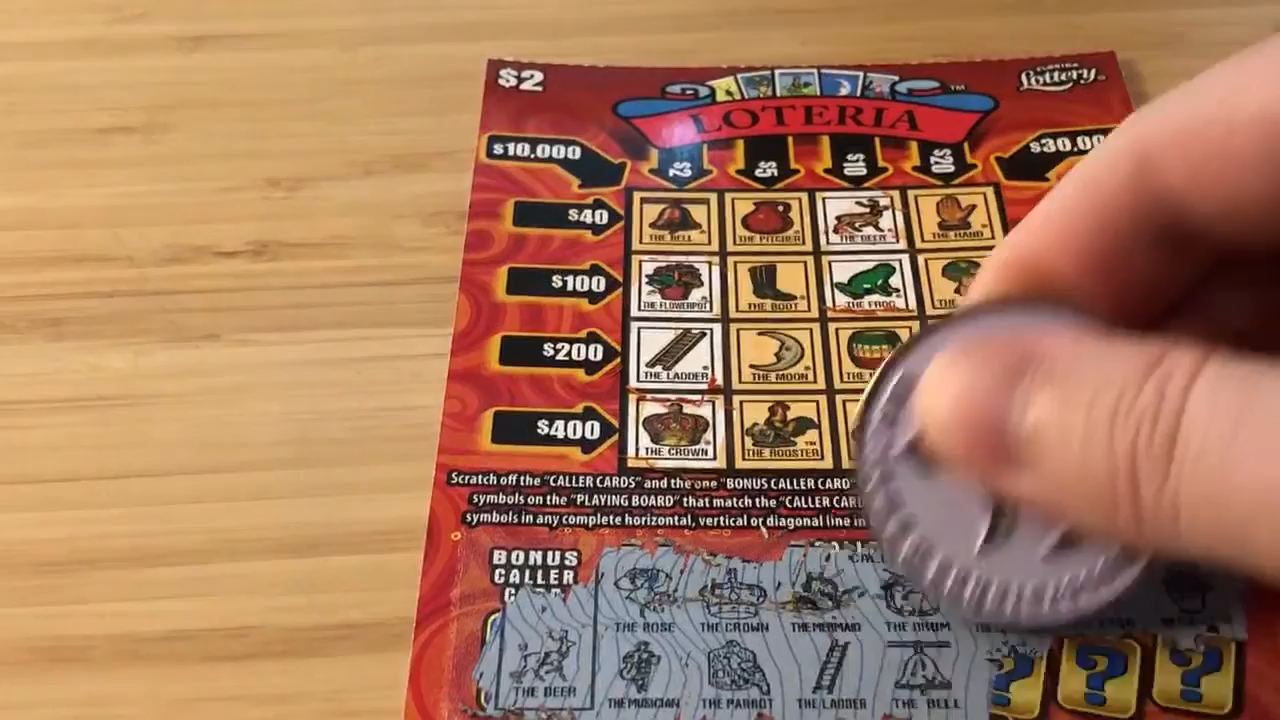 $2
FLORIDA
Lottery
LOTERIA™
$10,000
$2
$5
$10
$20
$30,00
$40
THE BELL
THE PITCHER
THE DEER
THE HAND
$100
THE FLOWERPOT
THE BOOT
THE FROG
THE
$200
THE LADDER
THE MOON
THE
$400
THE CROWN
THE ROOSTER
Scratch off the "CALLER CARDS" and the one "BONUS CALLER CARD"
symbols on the "PLAYING BOARD" that match the "CALLER CARD
symbols in any complete horizontal, vertical or diagonal line in
BONUS
CALLER
THE ROSE
THE CROWN
THE MERMAID
THE DRUM
THE DEER
THE MUSICIAN
THE PARROT
THE LADDER
THE BELL
? ? ?